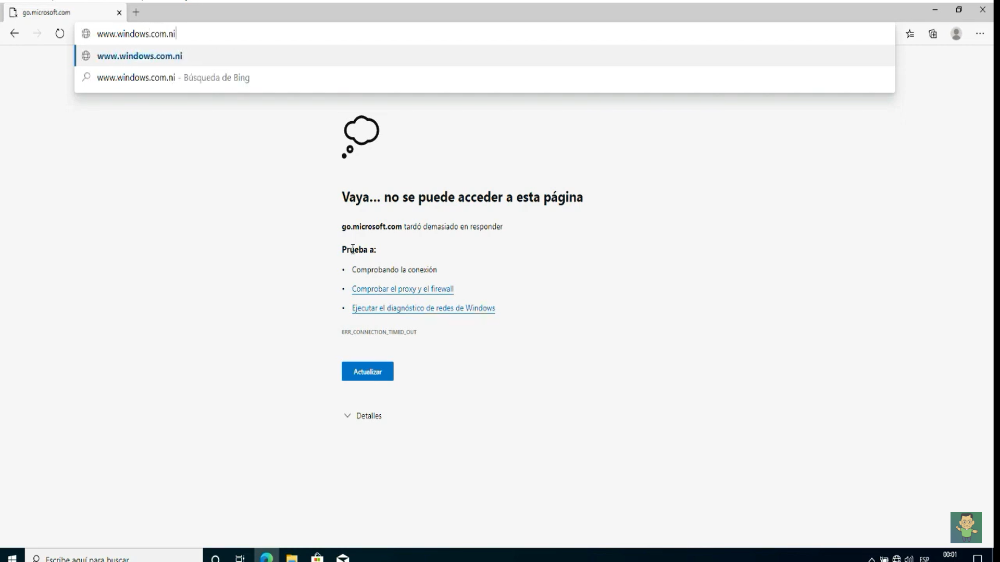 go.microsoft.com
www.windows.com.ni
www.windows.com.ni
www.windows.com.ni - Búsqueda de Bing
Vaya... no se puede acceder a esta página
go.microsoft.com tardó demasiado en responder
Prueba a:
• Comprobando la conexión
• Comprobar el proxy y el firewall
• Ejecutar el diagnóstico de redes de Windows
ERR_CONNECTION_TIMED_OUT
Actualizar
Detalles
Escribe aquí para buscar
ESP
00:01